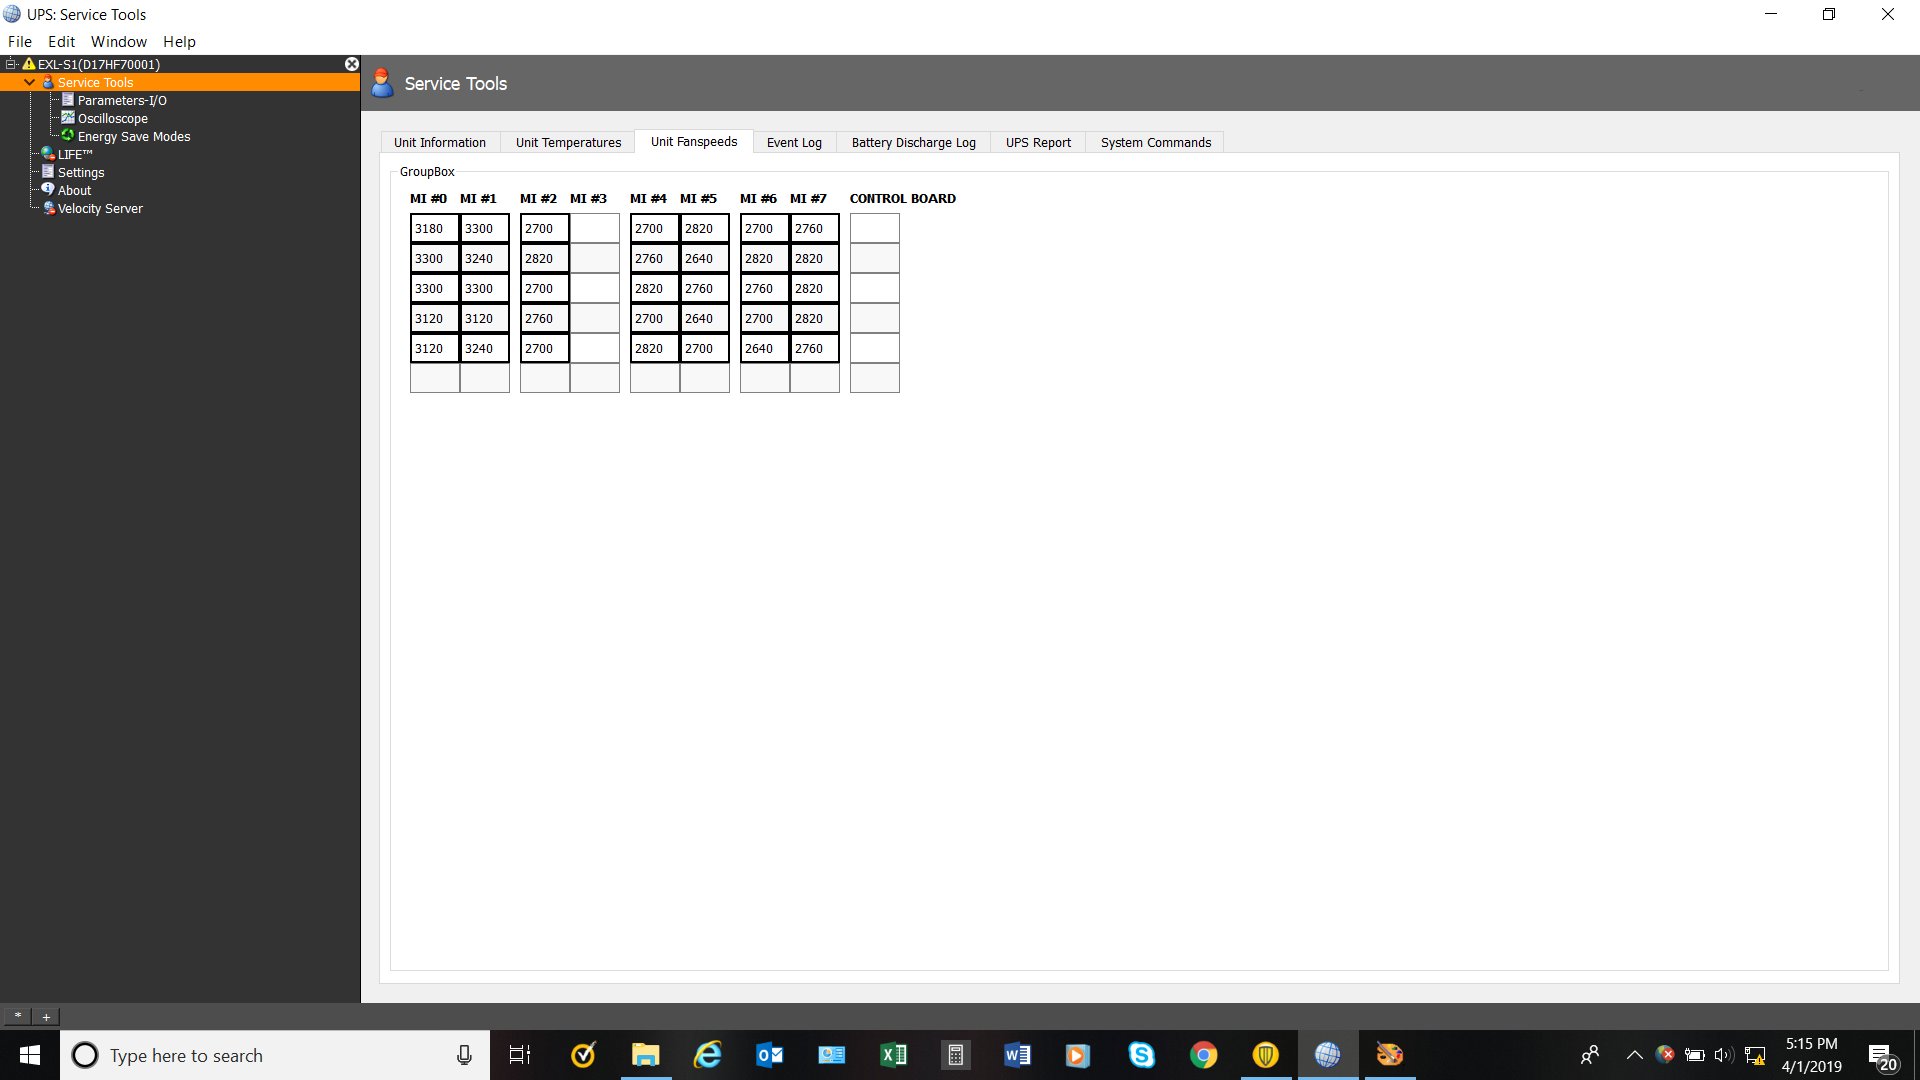 UPS: Service Tools
File Edit Window Help
EXL-S1(D17HF70001)
Service Tools
Parameters-I/O
Oscilloscope
Energy Save Modes
LIFE™
Settings
About
Velocity Server
Service Tools
Unit Information Unit Temperatures Unit Fanspeeds Event Log Battery Discharge Log UPS Report System Commands
GroupBox
MI #0 MI #1 MI #2 MI #3 MI #4 MI #5 MI #6 MI #7 CONTROL BOARD
3180 3300 2700 2700 2820 2700 2760
3300 3240 2820 2760 2640 2820 2820
3300 3300 2700 2820 2760 2760 2820
3120 3120 2760 2700 2640 2700 2820
3120 3240 2700 2820 2700 2640 2760
* +
Type here to search
5:15 PM
4/1/2019
20